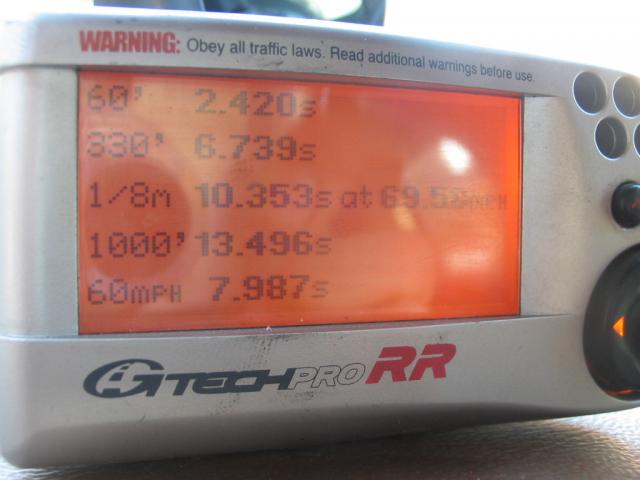 WARNING: Obey all traffic laws. Read additional warnings before use.
60' 2.420s
330' 6.739s
1/8m 10.353s at 69.58MPH
1000' 13.496s
60mPH 7.987s
GTECHPRO RR